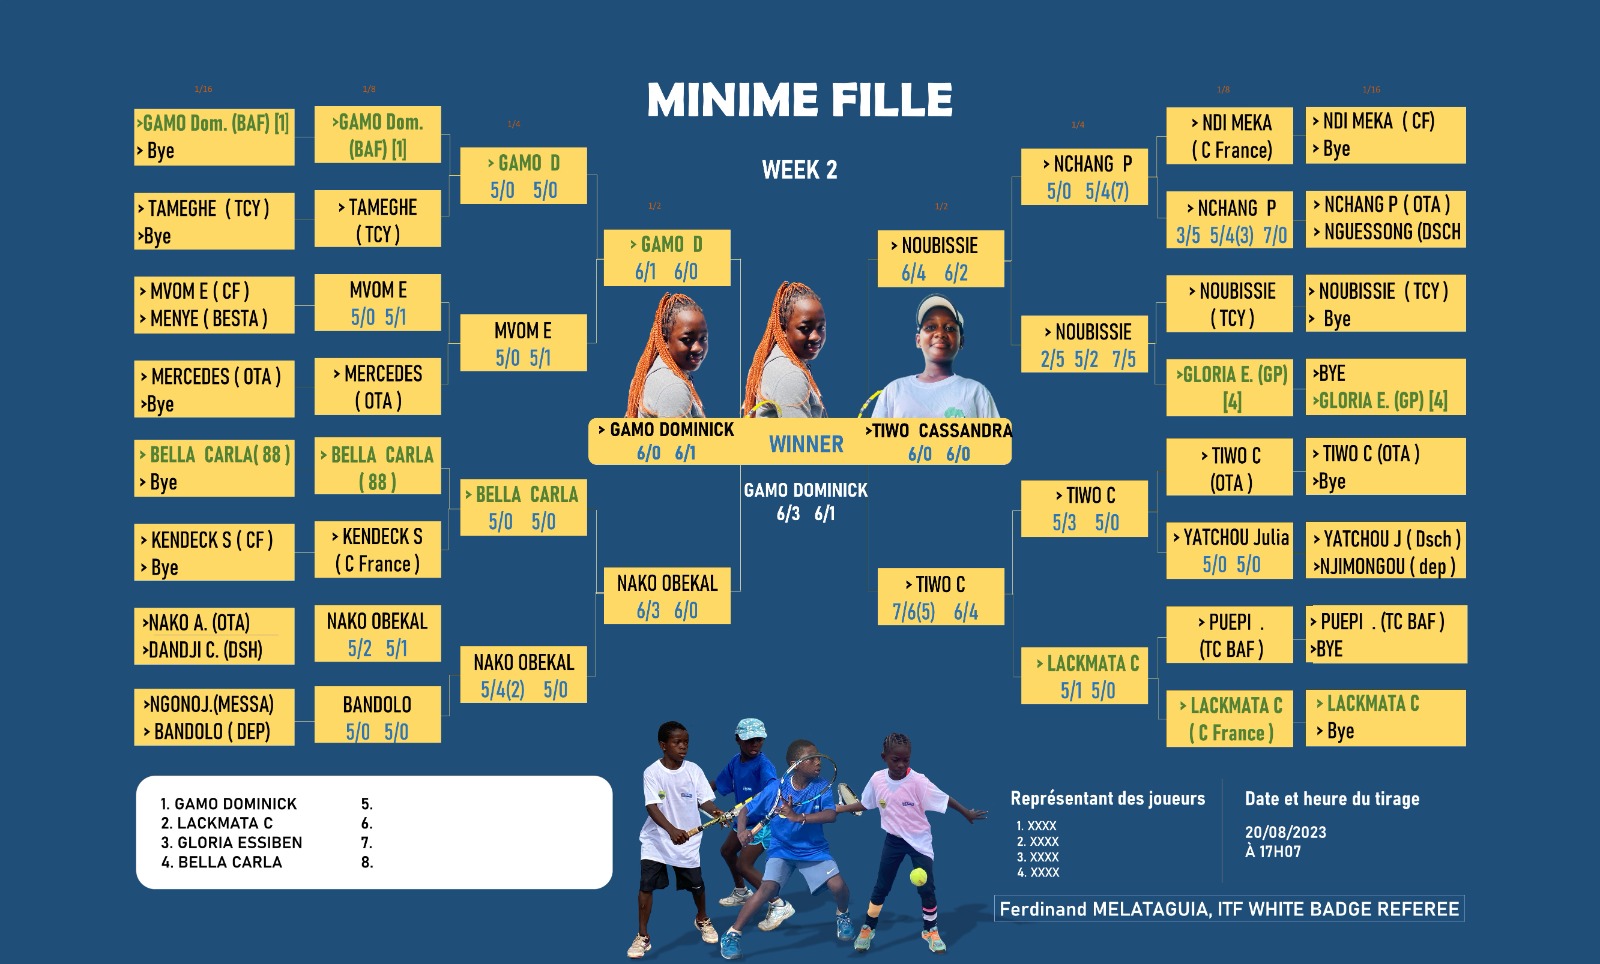 MINIME FILLE
WEEK 2
1/16
1/8
1/4
1/2
1/2
1/4
1/8
1/16
>GAMO Dom. (BAF) [1]
> Bye
> TAMEGHE ( TCY )
>Bye
> MVOM E ( CF )
> MENYE ( BESTA )
> MERCEDES ( OTA )
>Bye
> BELLA CARLA( 88 )
> Bye
> KENDECK S ( CF )
> Bye
>NAKO A. (OTA)
>DANDJI C. (DSH)
>NGONOJ.(MESSA)
> BANDOLO ( DEP)
>GAMO Dom.
(BAF) [1]
> TAMEGHE
( TCY )
MVOM E
5/0 5/1
> MERCEDES
( OTA )
> BELLA CARLA
( 88 )
> KENDECK S
( C France )
NAKO OBEKAL
5/2 5/1
BANDOLO
5/0 5/0
> GAMO D
5/0 5/0
MVOM E
5/0 5/1
> BELLA CARLA
5/0 5/0
NAKO OBEKAL
5/4(2) 5/0
> GAMO D
6/1 6/0
NAKO OBEKAL
6/3 6/0
> GAMO DOMINICK
6/0 6/1
WINNER
>TIWO CASSANDRA
6/0 6/0
GAMO DOMINICK
6/3 6/1
> NOUBISSIE
6/4 6/2
> TIWO C
7/6(5) 6/4
> NCHANG P
5/0 5/4(7)
> NOUBISSIE
2/5 5/2 7/5
> TIWO C
5/3 5/0
> LACKMATA C
5/1 5/0
> NDI MEKA
( C France)
> NCHANG P
3/5 5/4(3) 7/0
> NOUBISSIE
( TCY )
>GLORIA E. (GP)
[4]
> TIWO C
(OTA )
> YATCHOU Julia
5/0 5/0
> PUEPI .
(TC BAF )
> LACKMATA C
( C France )
> NDI MEKA ( CF)
> Bye
> NCHANG P ( OTA )
> NGUESSONG (DSCH
> NOUBISSIE ( TCY )
> Bye
>BYE
>GLORIA E. (GP) [4]
> TIWO C (OTA )
>Bye
> YATCHOU J ( Dsch )
>NJIMONGOU ( dep )
> PUEPI . (TC BAF )
>BYE
> LACKMATA C
> Bye
1. GAMO DOMINICK
2. LACKMATA C
3. GLORIA ESSIBEN
4. BELLA CARLA
5.
6.
7.
8.
Représentant des joueurs
1. XXXX
2. XXXX
3. XXXX
4. XXXX
Date et heure du tirage
20/08/2023
À 17H07
Ferdinand MELATAGUIA, ITF WHITE BADGE REFEREE